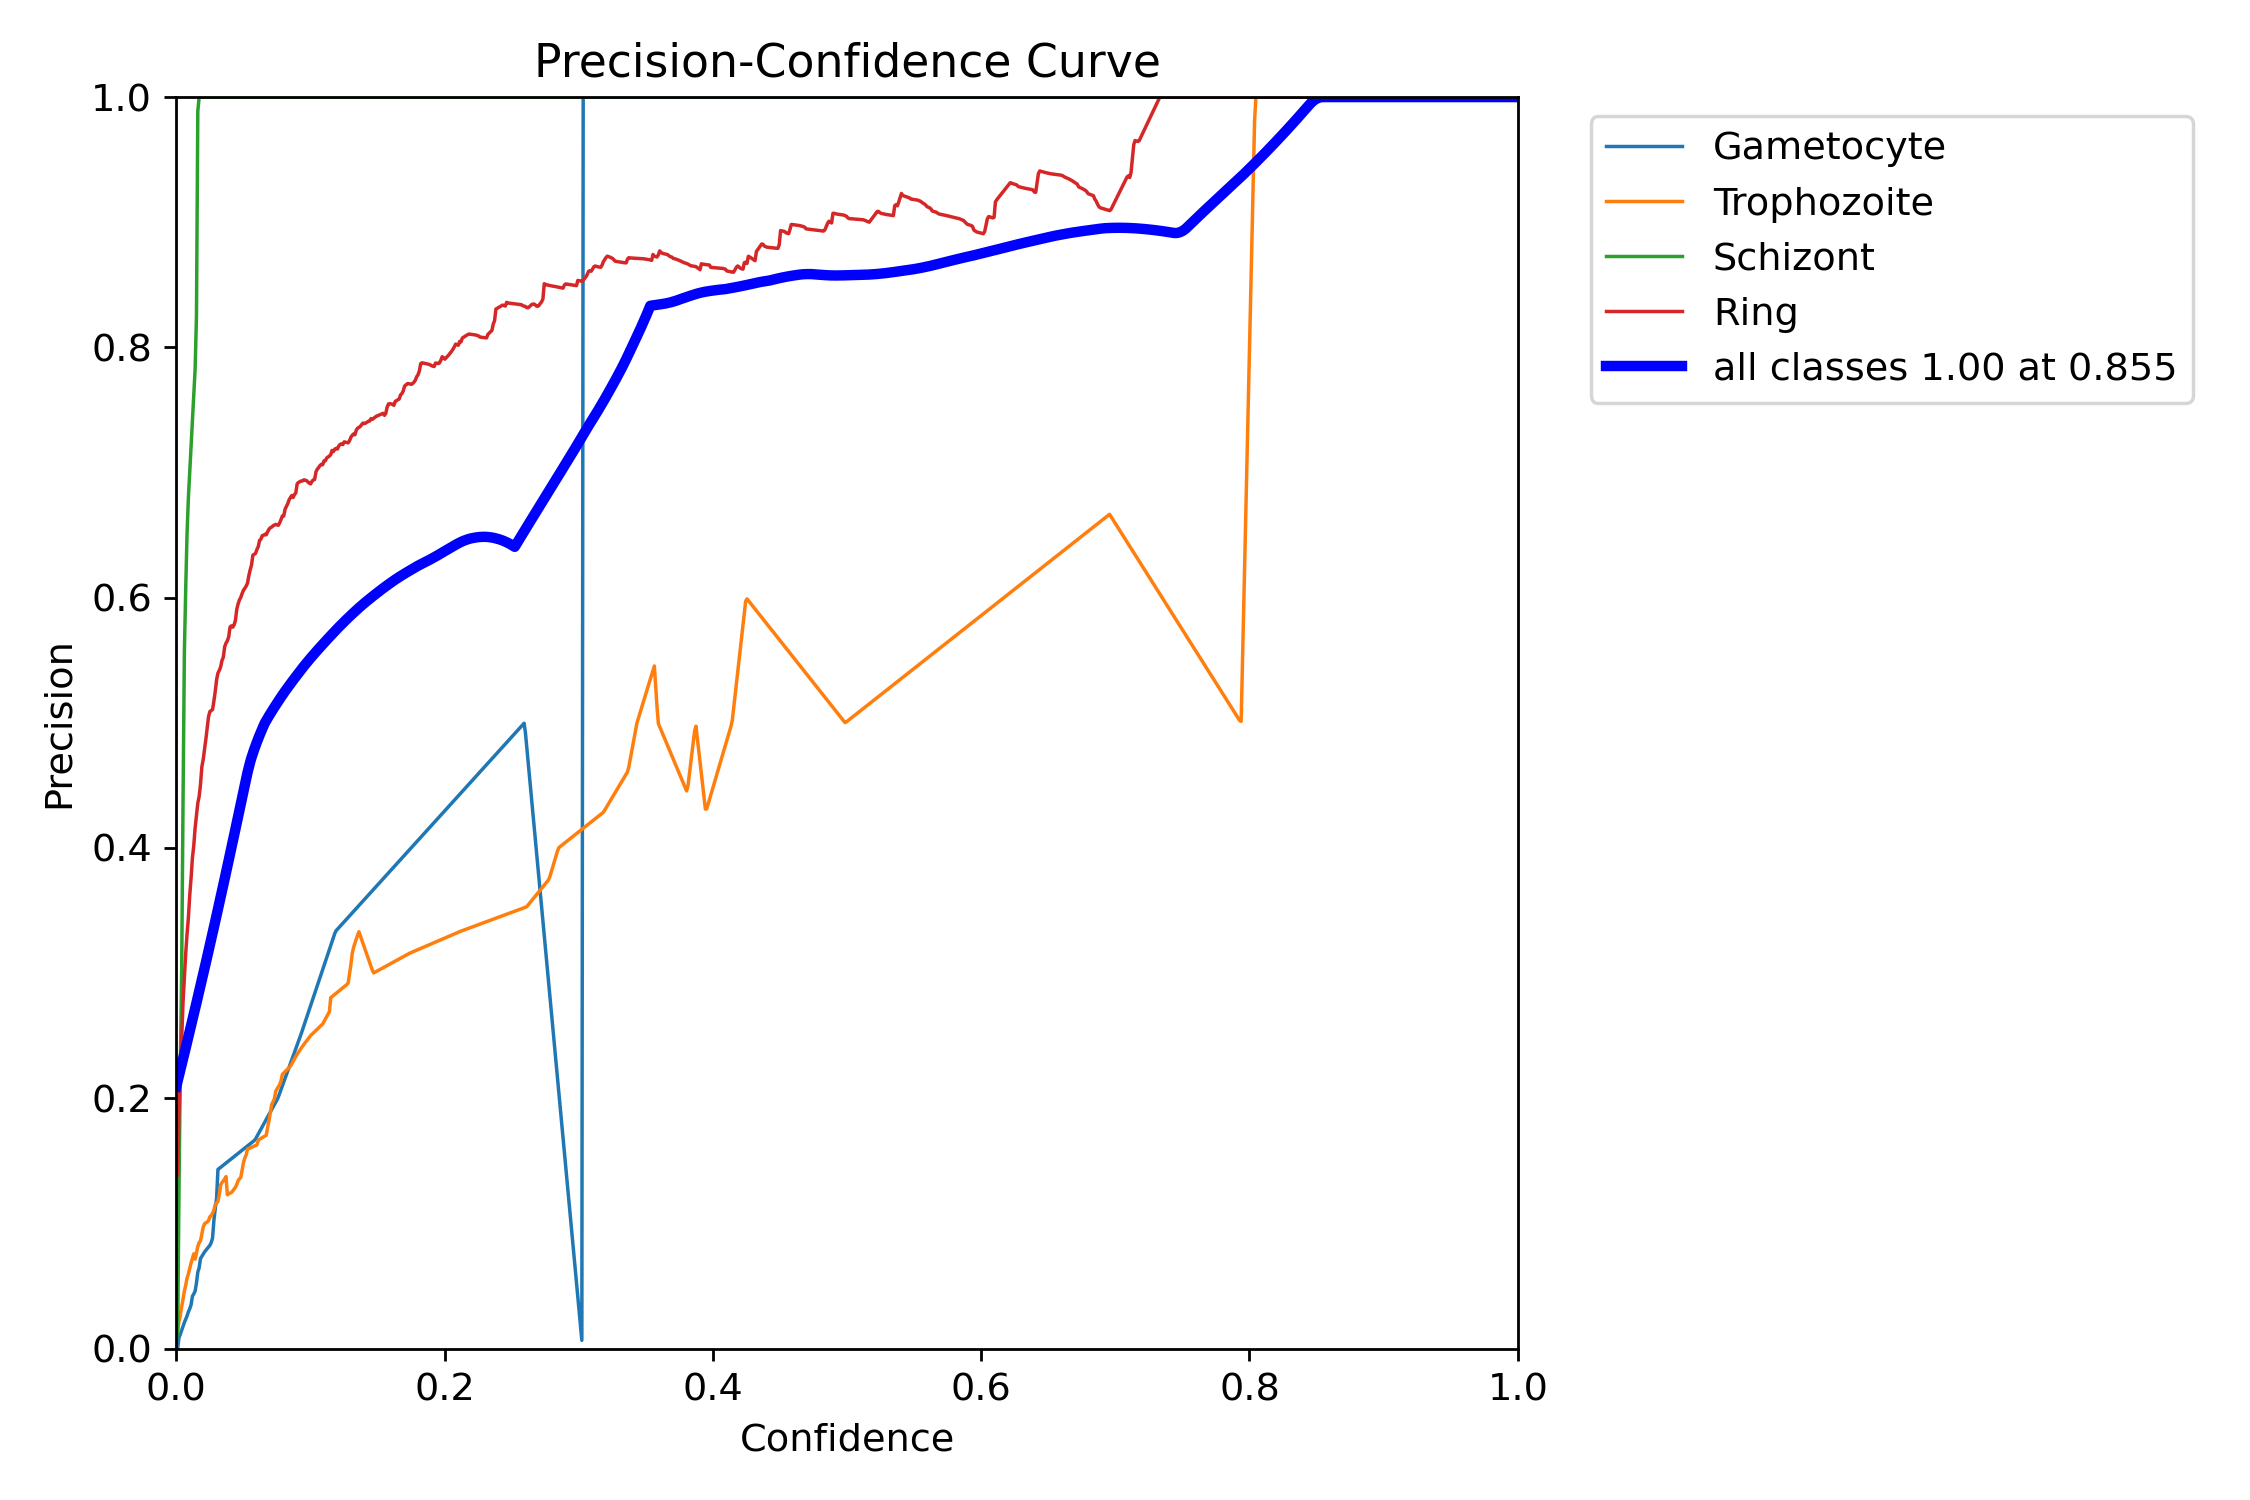 Precision-Confidence Curve
1.0
0.8
0.6
0.4
0.2
0.0
Precision
0.0 0.2 0.4 0.6 0.8 1.0
Confidence
Gametocyte
Trophozoite
Schizont
Ring
all classes 1.00 at 0.855